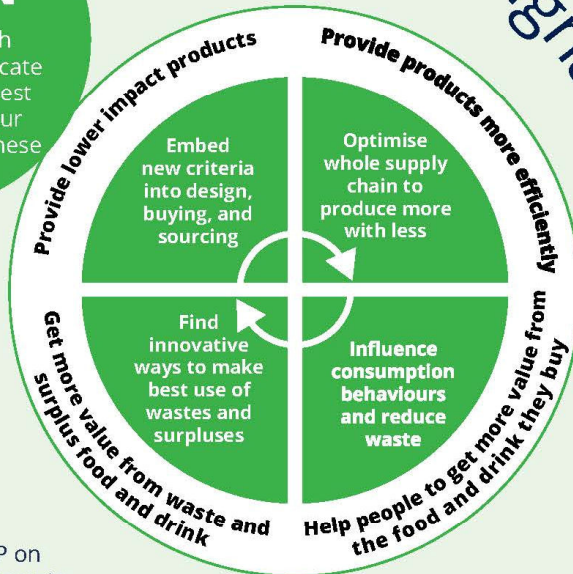 Provide lower impact products
Provide products more efficiently
Embed
new criteria
into design,
buying, and
sourcing
Optimise
whole supply
chain to
produce more
with less
Find
innovative
ways to make
best use of
wastes and
surpluses
Influence
consumption
behaviours
and reduce
waste
Get more value from waste and
surplus food and drink
Help people to get more value from
the food and drink they buy
P on